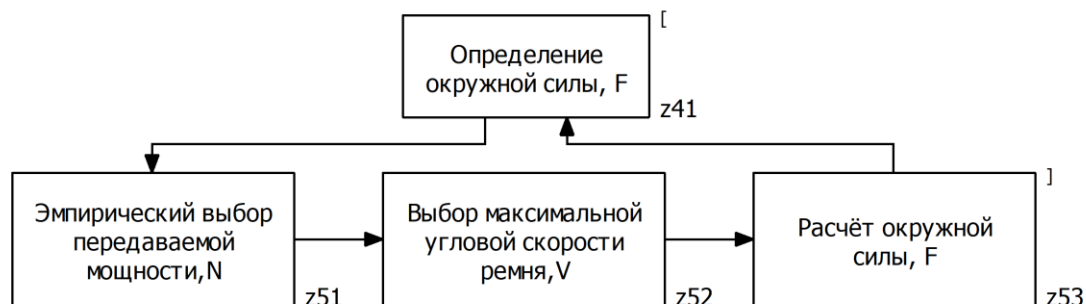 [
Определение
окружной силы, F
z41
]
Эмпирический выбор
передаваемой
мощности,N
z51
Выбор максимальной
угловой скорости
ремня,V
z52
Расчёт окружной
силы, F
z53